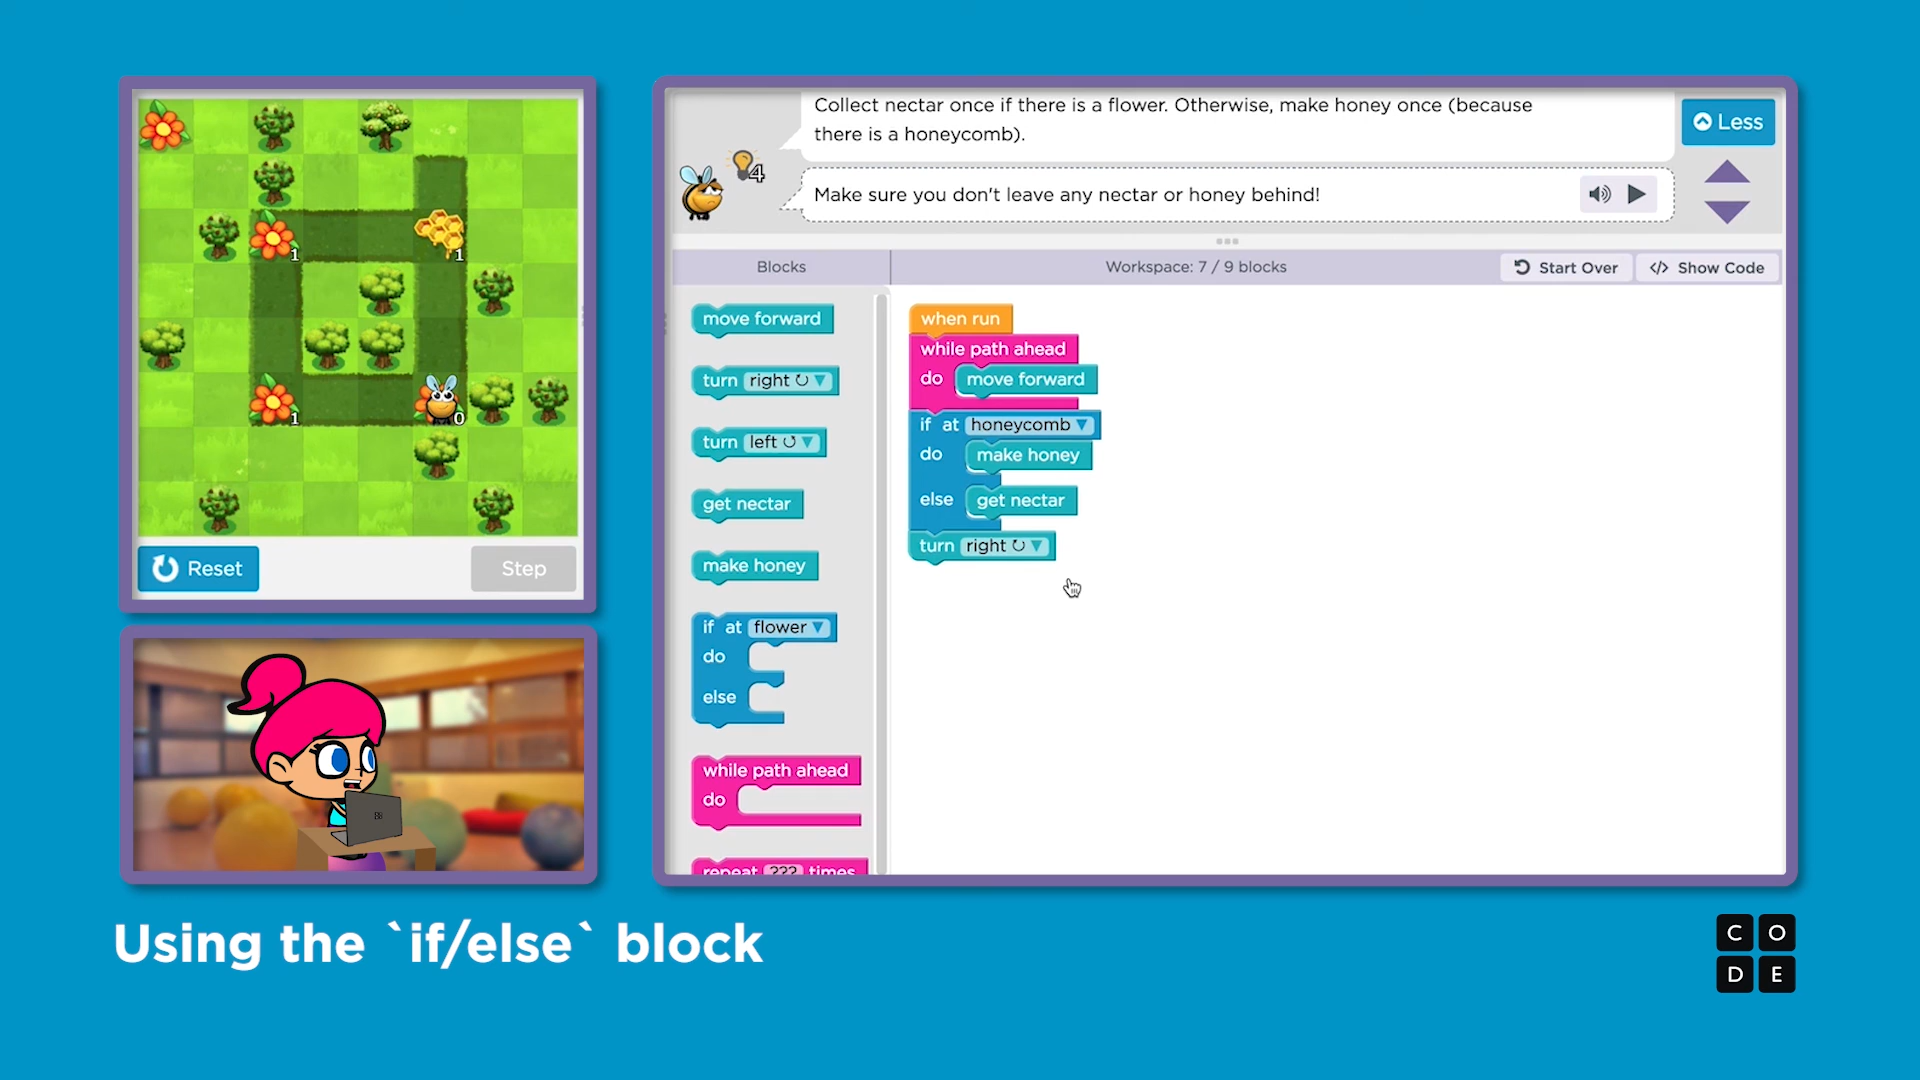 1
1
1
0
Reset
Step
Collect nectar once if there is a flower. Otherwise, make honey once (because
there is a honeycomb).
4
Make sure you don't leave any nectar or honey behind!
Less
Blocks
Workspace: 7 / 9 blocks
Start Over
</> Show Code
move forward
turn right
turn left
get nectar
make honey
if at flower
do
else
while path ahead
do
repeat ??? times
when run
while path ahead
do move forward
if at honeycomb
do make honey
else get nectar
turn right
Using the `if/else` block
C O
D E